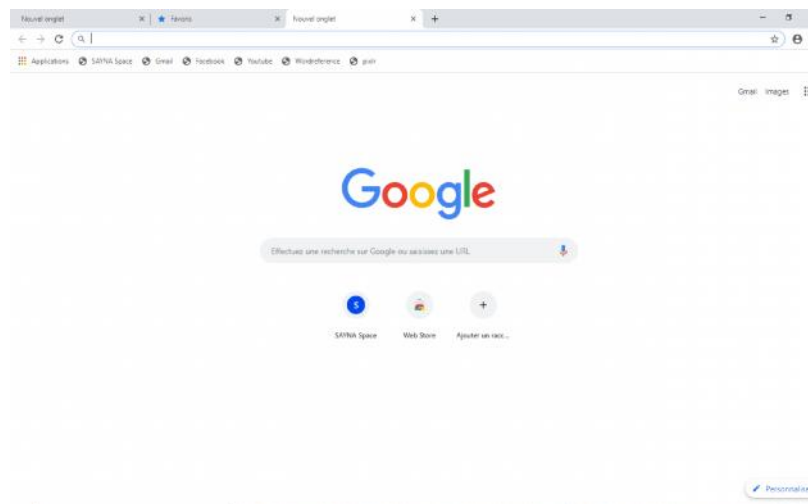 Nouvel onglet Favoris Nouvel onglet
Applications SAYNA Space Gmail Facebook Youtube Wordreference pixlr
Gmail Images
Google
Effectuez une recherche sur Google ou saisissez une URL
S
SAYNA Space Web Store Ajouter un racc...
Personnaliser